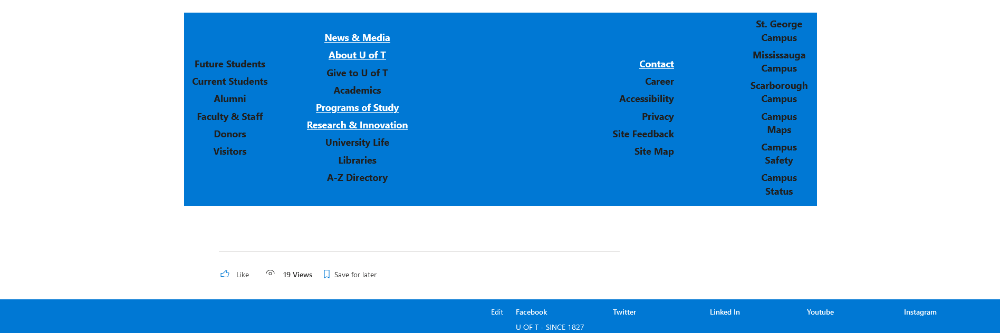 Future Students
Current Students
Alumni
Faculty & Staff
Donors
Visitors
News & Media
About U of T
Give to U of T
Academics
Programs of Study
Research & Innovation
University Life
Libraries
A-Z Directory
Contact
Career
Accessibility
Privacy
Site Feedback
Site Map
St. George
Campus
Mississauga
Campus
Scarborough
Campus
Campus
Maps
Campus
Safety
Campus
Status
Like 19 Views Save for later
Edit Facebook Twitter Linked In Youtube Instagram
U OF T - SINCE 1827